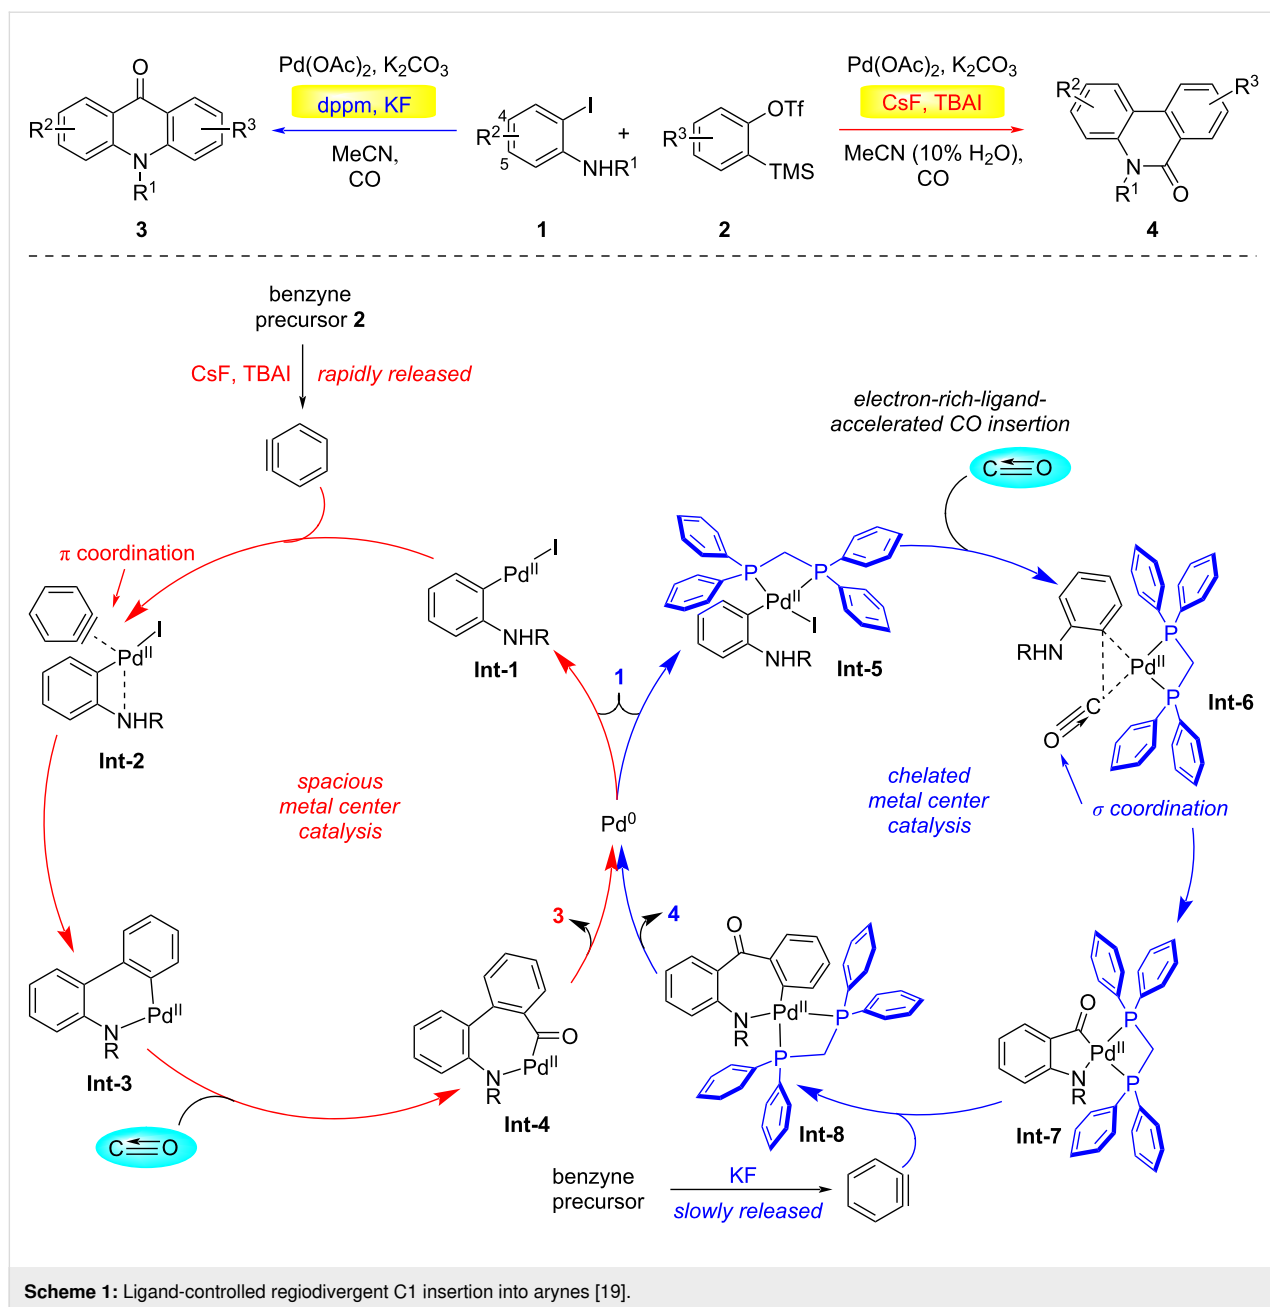 Pd(OAc)2, K2CO3
dppm, KF
MeCN,
CO
O
R2
R3
N
R1
3
4
5
R2
I
NHR1
1
+
R3
OTf
TMS
2
Pd(OAc)2, K2CO3
CsF, TBAI
MeCN (10% H2O),
CO
R2
R3
N
R1
O
4
benzyne
precursor 2
CsF, TBAI
rapidly released
π coordination
I
PdII
NHR
Int-2
I
PdII
NHR
Int-1
electron-rich-ligand-
accelerated CO insertion
C O
P
P
PdII
I
NHR
Int-5
1
RHN
PdII
P
P
C
O
Int-6
σ coordination
spacious
metal center
catalysis
chelated
metal center
catalysis
Pd0
3
4
PdII
N
R
Int-3
C O
O
PdII
N
R
Int-4
O
PdII
N
R
P
P
Int-8
O
PdII
N
R
P
P
Int-7
benzyne
precursor
KF
slowly released
Scheme 1: Ligand-controlled regiodivergent C1 insertion into arynes [19].